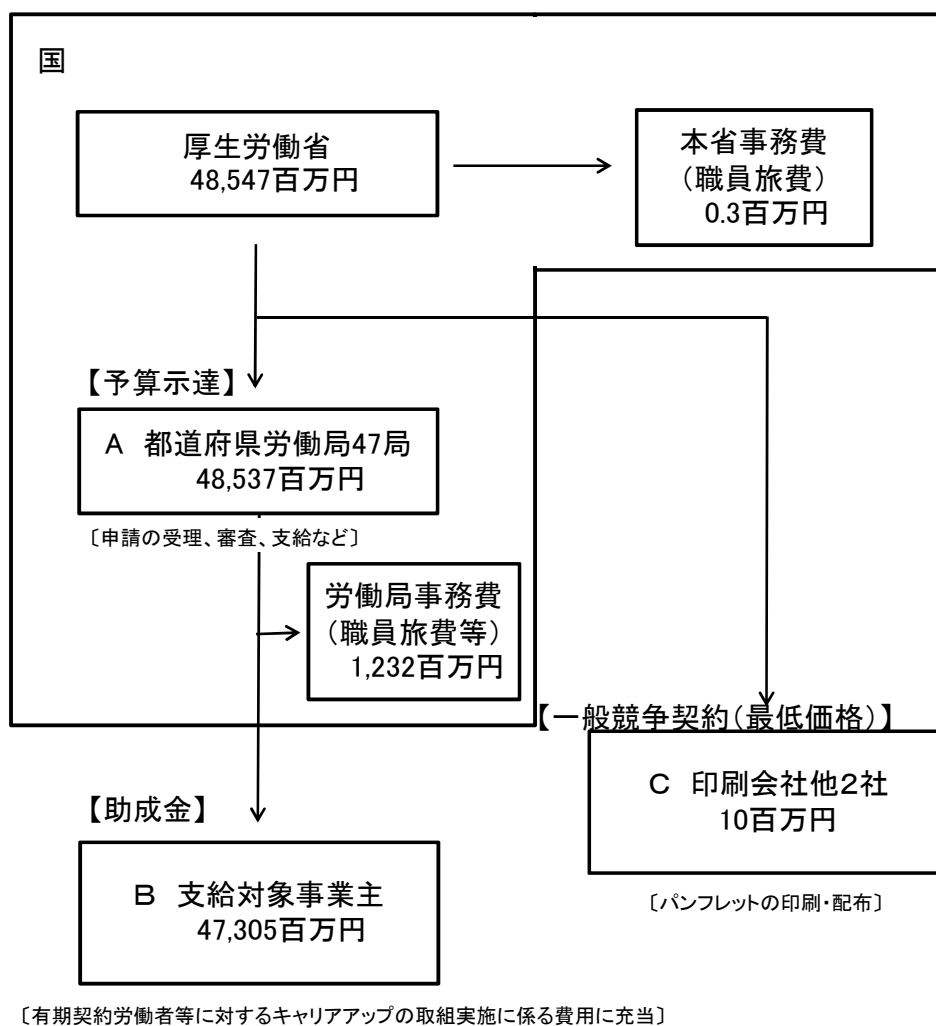 国
厚生労働省
48,547百万円
本省事務費
（職員旅費）
0.3百万円
【予算示達】
A 都道府県労働局47局
48,537百万円
〔申請の受理、審査、支給など〕
労働局事務費
（職員旅費等）
1,232百万円
【一般競争契約（最低価格）】
C 印刷会社他2社
10百万円
〔パンフレットの印刷・配布〕
【助成金】
B 支給対象事業主
47,305百万円
〔有期契約労働者等に対するキャリアアップの取組実施に係る費用に充当〕